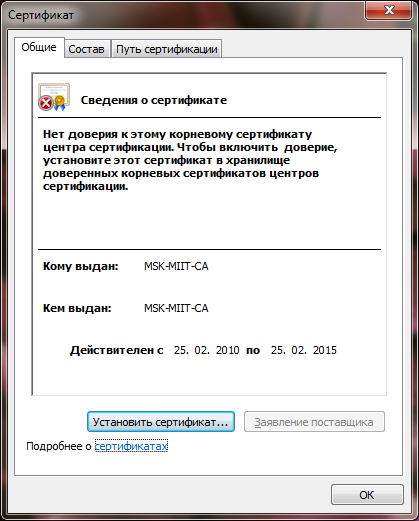 Сертификат
Общие Состав Путь сертификации
Сведения о сертификате
Нет доверия к этому корневому сертификату
центра сертификации. Чтобы включить доверие,
установите этот сертификат в хранилище
доверенных корневых сертификатов центров
сертификации.
Кому выдан: MSK-MIIT-CA
Кем выдан: MSK-MIIT-CA
Действителен с 25. 02. 2010 по 25. 02. 2015
Установить сертификат... Заявление поставщика
Подробнее о сертификатах
ОК